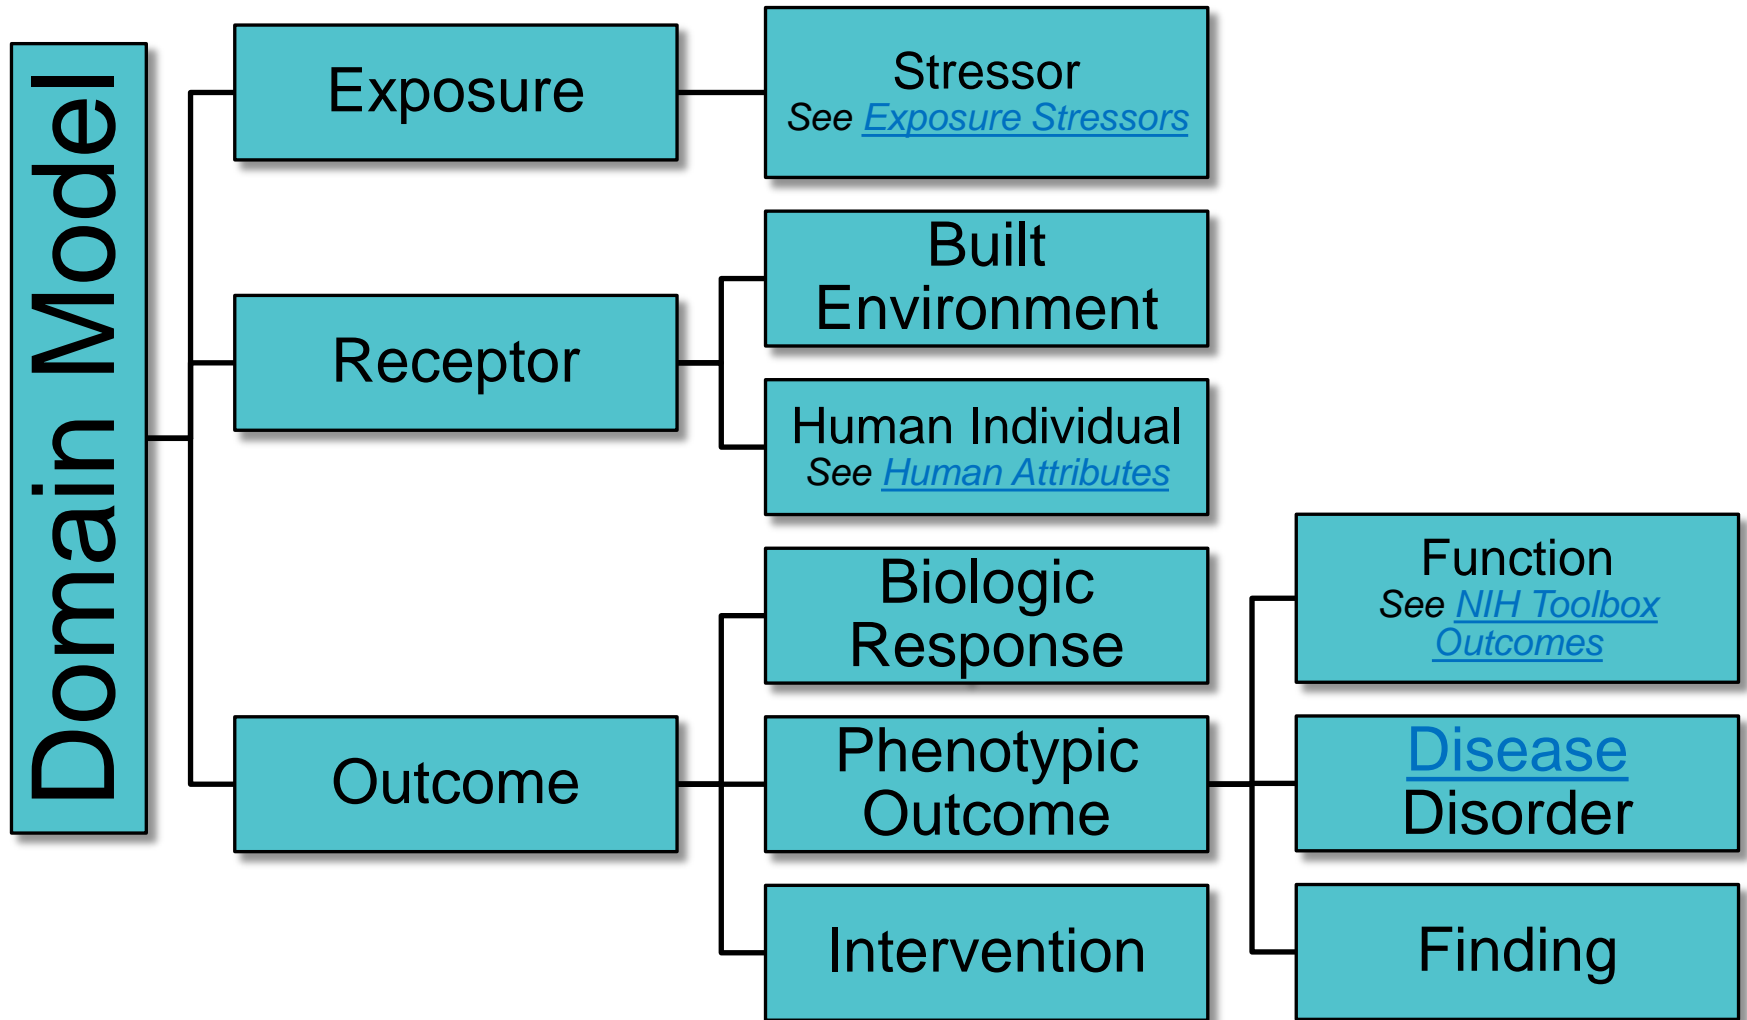 Domain Model
Exposure
Stressor
See Exposure Stressors
Receptor
Built
Environment
Human Individual
See Human Attributes
Outcome
Biologic
Response
Phenotypic
Outcome
Intervention
Function
See NIH Toolbox
Outcomes
Disease
Disorder
Finding